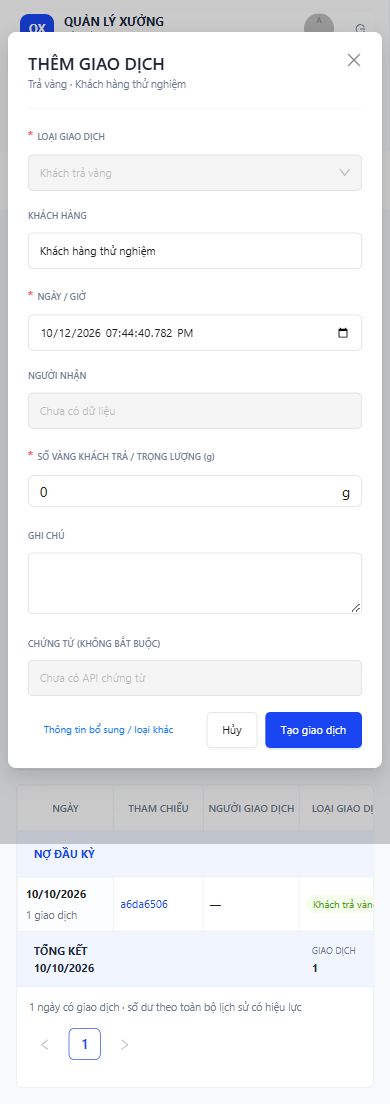 QX
QUẢN LÝ XƯỞNG
A
THÊM GIAO DỊCH
Trả vàng · Khách hàng thử nghiệm
* LOẠI GIAO DỊCH
Khách trả vàng
KHÁCH HÀNG
Khách hàng thử nghiệm
* NGÀY / GIỜ
10/12/2026 07:44:40.782 PM
NGƯỜI NHẬN
Chưa có dữ liệu
* SỐ VÀNG KHÁCH TRẢ / TRỌNG LƯỢNG (g)
0 g
GHI CHÚ
CHỨNG TỪ (KHÔNG BẮT BUỘC)
Chưa có API chứng từ
Thông tin bổ sung / loại khác Hủy Tạo giao dịch
NGÀY THAM CHIẾU NGƯỜI GIAO DỊCH LOẠI GIAO DỊ
NỢ ĐẦU KỲ
10/10/2026
1 giao dịch a6da6506 — Khách trả vàn
TỔNG KẾT GIAO DỊCH
10/10/2026 1
1 ngày có giao dịch · số dư theo toàn bộ lịch sử có hiệu lực
1